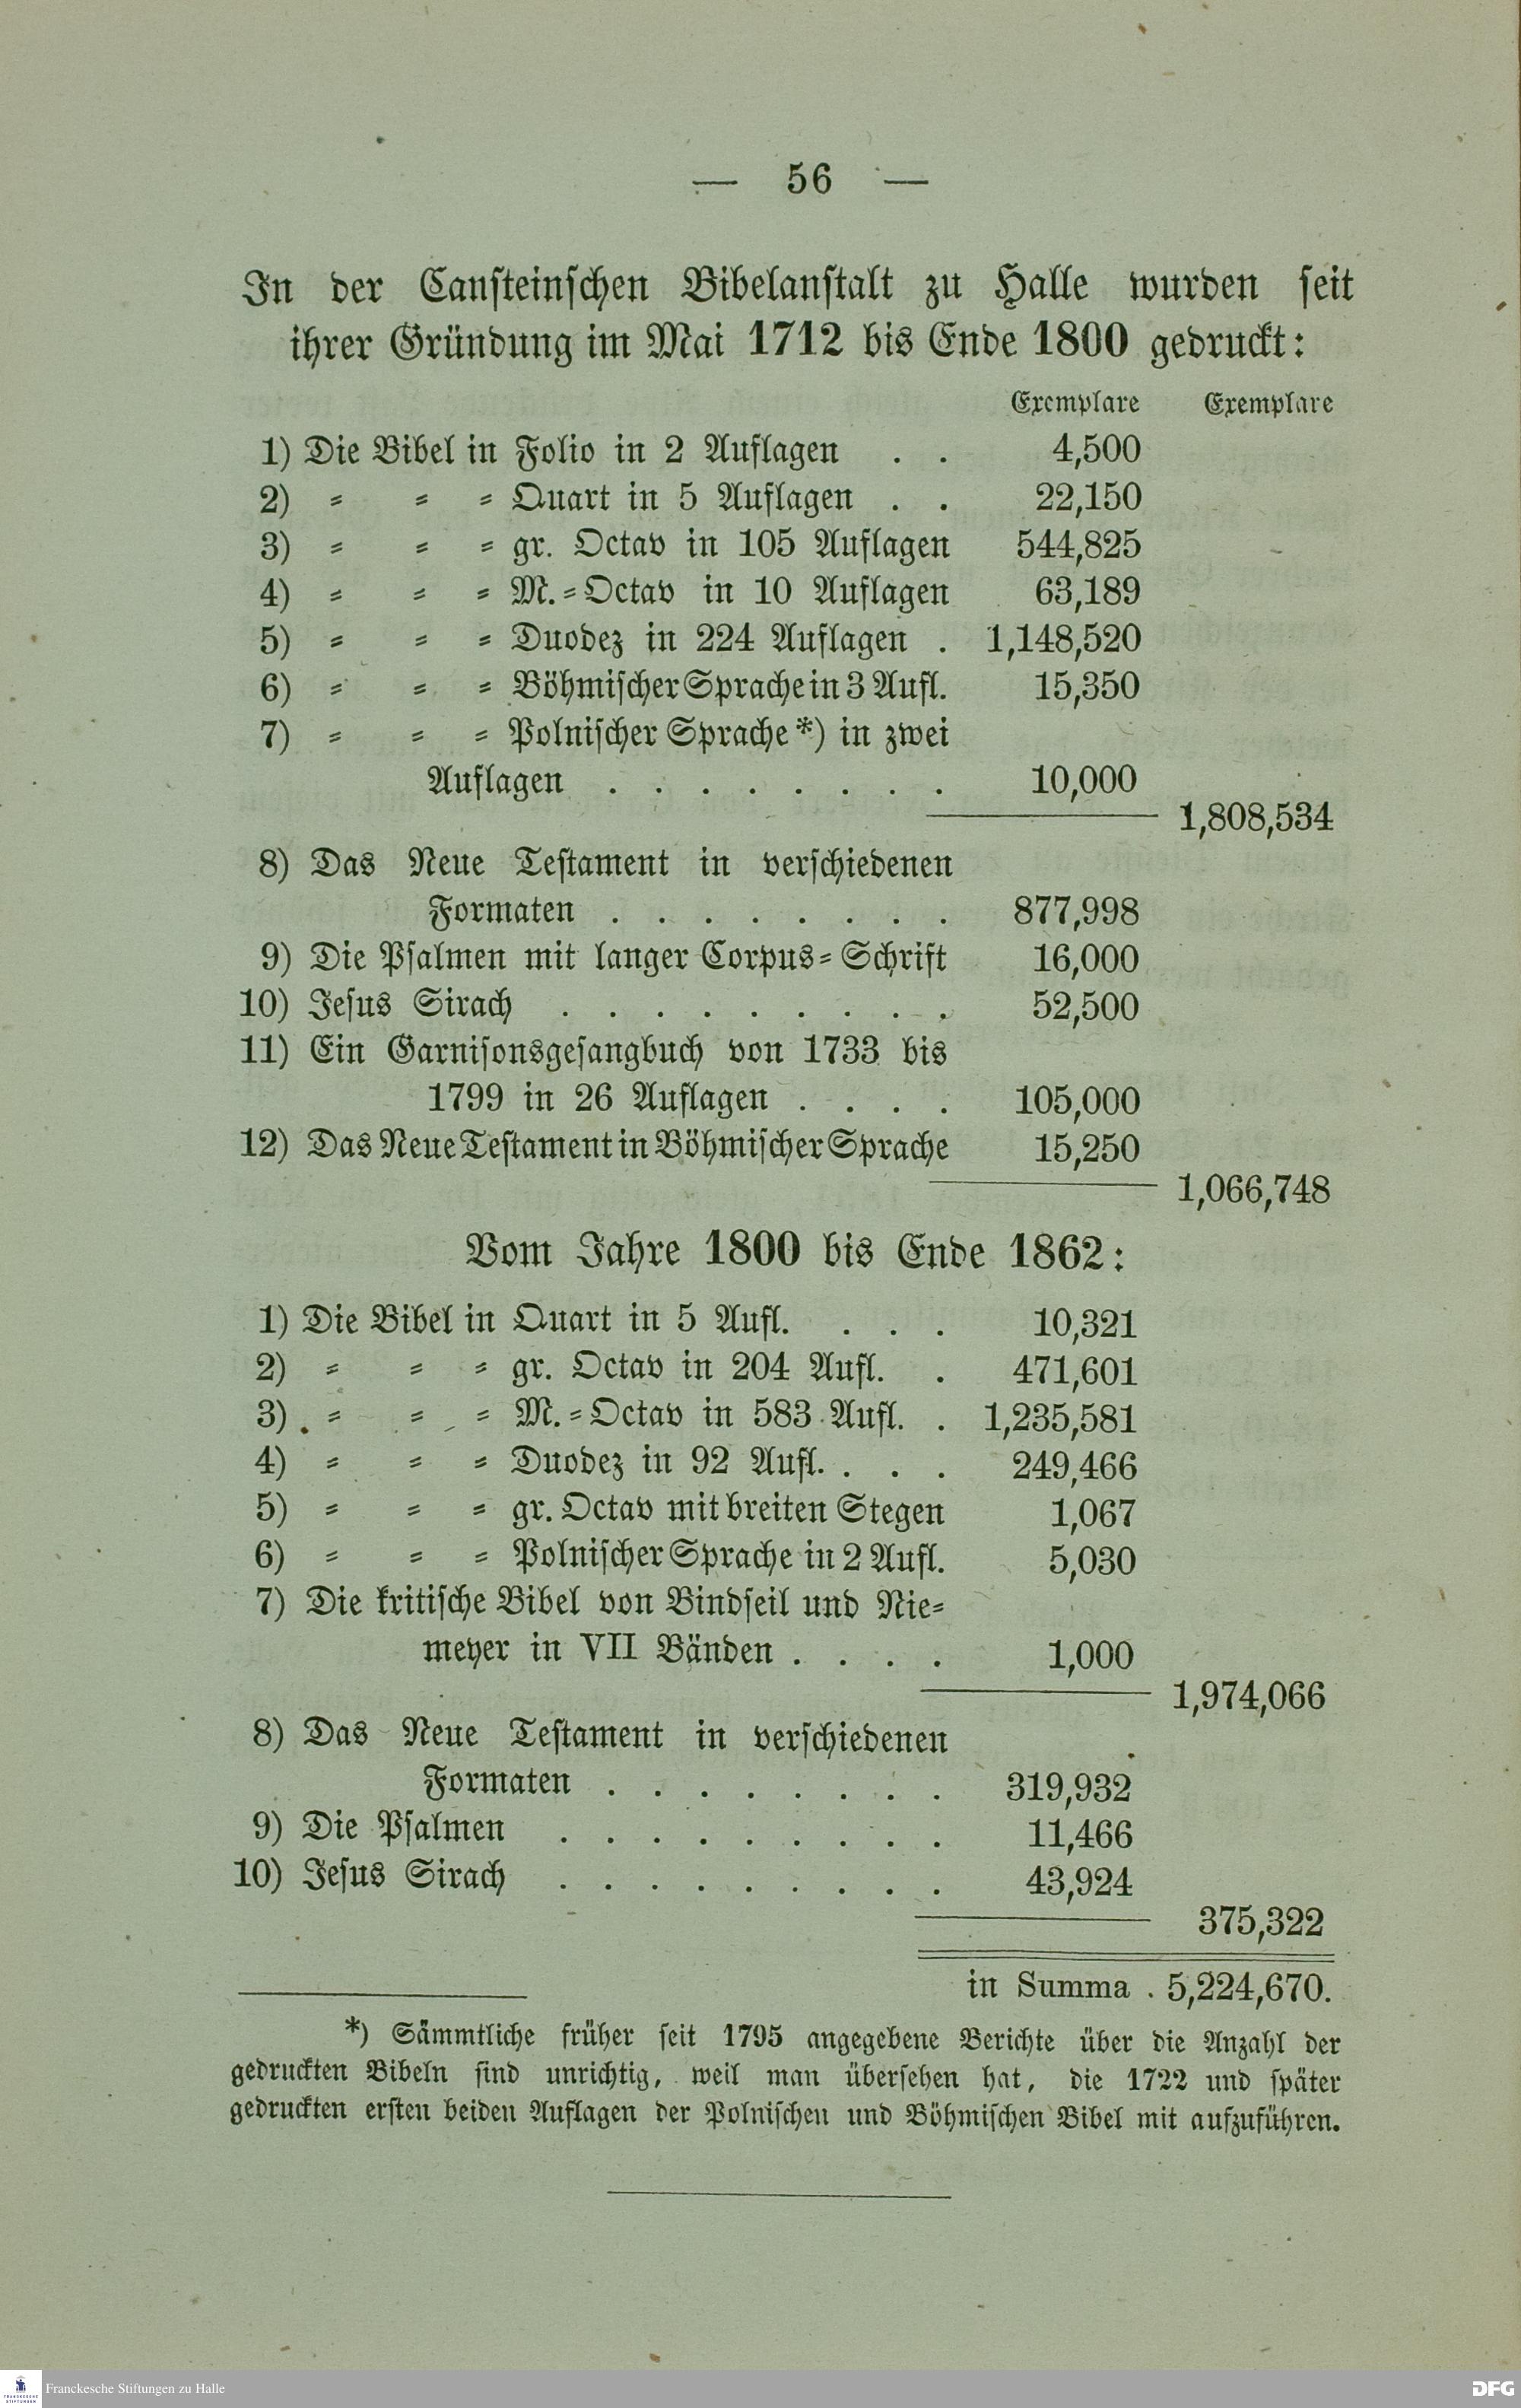 — 56 —
In der Cansteinschen Bibelanstalt zu Halle wurden seit
ihrer Gründung im Mai 1712 bis Ende 1800 gedruckt:
Exemplare Exemplare
1) Die Bibel in Folio in 2 Auflagen . . 4,500
2) = = = Quart in 5 Auflagen . . 22,150
3) = = = gr. Octav in 105 Auflagen 544,825
4) = = = M.=Octav in 10 Auflagen 63,189
5) = = = Duodez in 224 Auflagen . 1,148,520
6) = = = Böhmischer Sprache in 3 Aufl. 15,350
7) = = = Polnischer Sprache *) in zwei
Auflagen . . . . . . . . 10,000
1,808,534
8) Das Neue Testament in verschiedenen
Formaten . . . . . . . . 877,998
9) Die Psalmen mit langer Corpus=Schrift 16,000
10) Jesus Sirach . . . . . . . . . 52,500
11) Ein Garnisonsgesangbuch von 1733 bis
1799 in 26 Auflagen . . . . 105,000
12) Das Neue Testament in Böhmischer Sprache 15,250
1,066,748
Vom Jahre 1800 bis Ende 1862:
1) Die Bibel in Quart in 5 Aufl. . . . 10,321
2) = = = gr. Octav in 204 Aufl. . 471,601
3) = = = M.=Octav in 583 Aufl. . 1,235,581
4) = = = Duodez in 92 Aufl. . . . 249,466
5) = = = gr. Octav mit breiten Stegen 1,067
6) = = = Polnischer Sprache in 2 Aufl. 5,030
7) Die kritische Bibel von Bindseil und Nie=
meyer in VII Bänden . . . . 1,000
1,974,066
8) Das Neue Testament in verschiedenen
Formaten . . . . . . . . 319,932
9) Die Psalmen . . . . . . . . . 11,466
10) Jesus Sirach . . . . . . . . . 43,924
375,322
in Summa . 5,224,670.
*) Sämmtliche früher seit 1795 angegebene Berichte über die Anzahl der
gedruckten Bibeln sind unrichtig, weil man übersehen hat, die 1722 und später
gedruckten ersten beiden Auflagen der Polnischen und Böhmischen Bibel mit aufzuführen.
FRANCKESCHE
STIFTUNGEN
Franckesche Stiftungen zu Halle
DFG